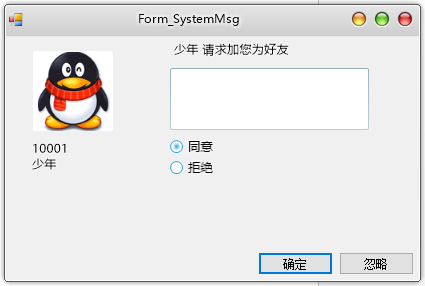 Form_SystemMsg
少年 请求加您为好友
10001
少年
同意
拒绝
确定
忽略